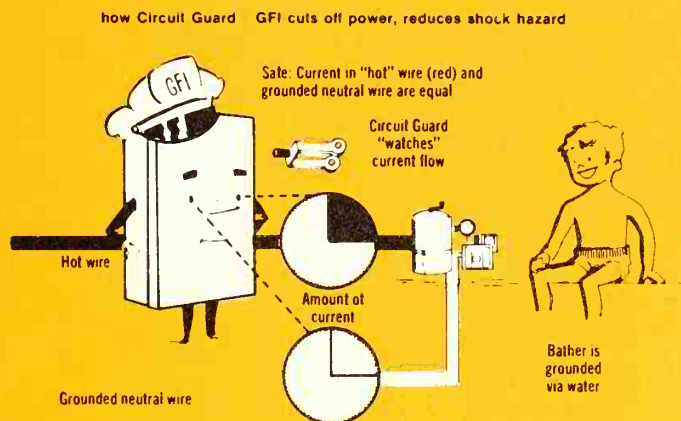 how Circuit Guard GFI cuts off power, reduces shock hazard
GFI
Safe: Current in "hot" wire (red) and
grounded neutral wire are equal
Circuit Guard
"watches"
current flow
Hot wire
Amount of
current
Grounded neutral wire
Bather is
grounded
via water